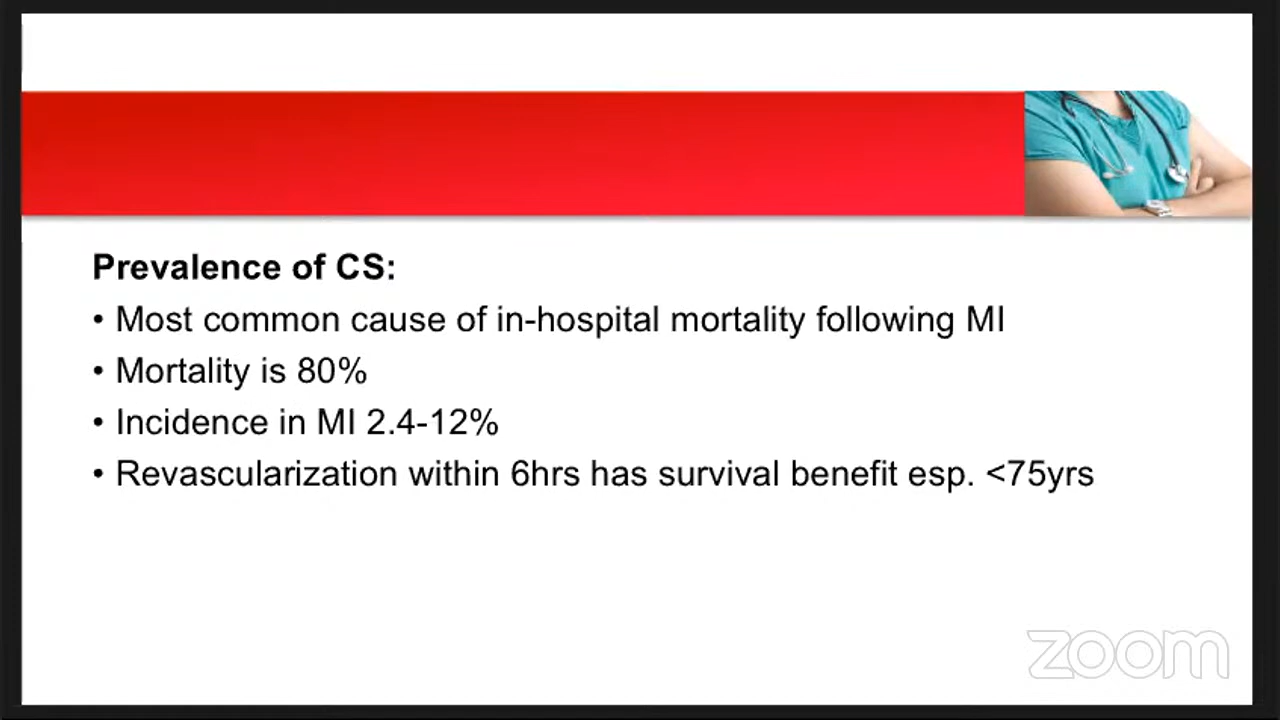 Prevalence of CS:
• Most common cause of in-hospital mortality following MI
• Mortality is 80%
• Incidence in MI 2.4-12%
• Revascularization within 6hrs has survival benefit esp. <75yrs
zoom